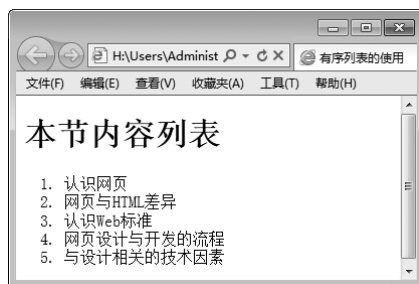 H:\Users\Administ
有序列表的使用
文件(F) 编辑(E) 查看(V) 收藏夹(A) 工具(T) 帮助(H)
本节内容列表
1. 认识网页
2. 网页与HTML差异
3. 认识Web标准
4. 网页设计与开发的流程
5. 与设计相关的技术因素